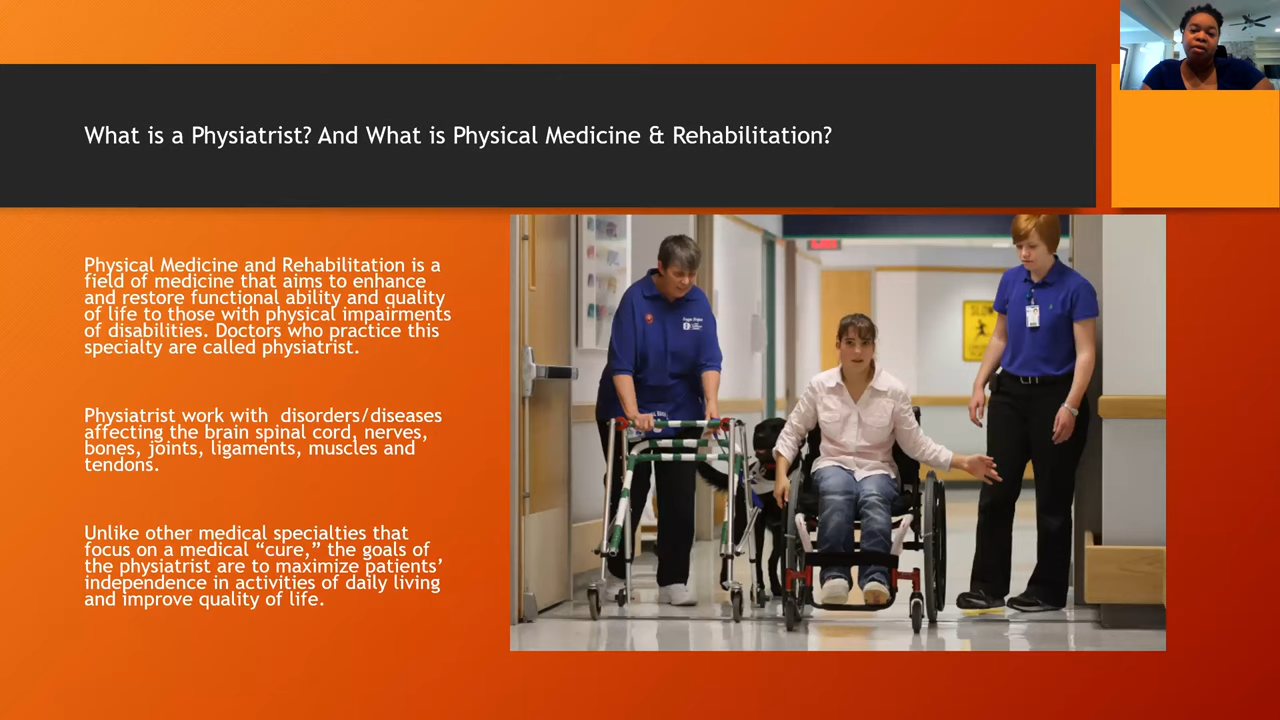 What is a Physiatrist? And What is Physical Medicine & Rehabilitation?
Physical Medicine and Rehabilitation is a
field of medicine that aims to enhance
and restore functional ability and quality
of life to those with physical impairments
of disabilities. Doctors who practice this
specialty are called physiatrist.
Physiatrist work with  disorders/diseases
affecting the brain spinal cord, nerves,
bones, joints, ligaments, muscles and
tendons.
Unlike other medical specialties that
focus on a medical “cure,” the goals of
the physiatrist are to maximize patients’
independence in activities of daily living
and improve quality of life.
SLOW